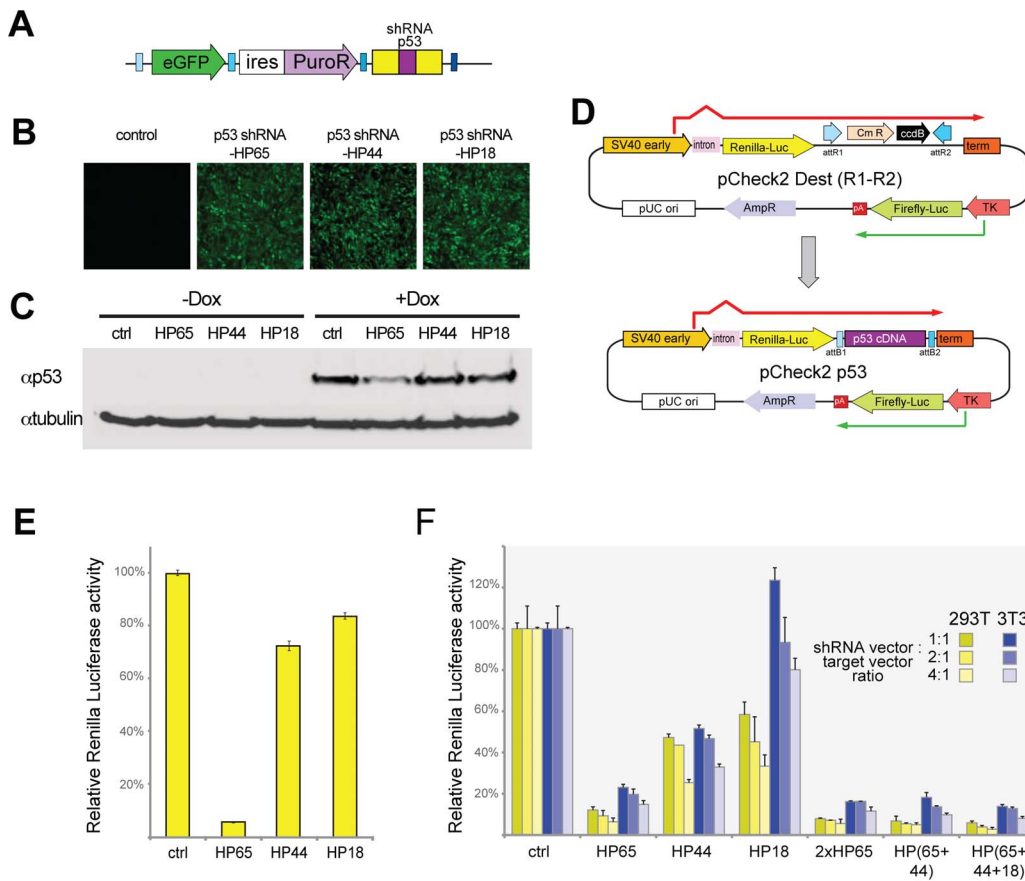 A
shRNA
p53
eGFP
ires
PuroR
B
control
p53 shRNA
-HP65
p53 shRNA
-HP44
p53 shRNA
-HP18
C
-Dox
+Dox
ctrl HP65 HP44 HP18 ctrl HP65 HP44 HP18
αp53
αtubulin
D
SV40 early
intron
Renilla-Luc
attR1
Cm R
ccdB
attR2
term
pCheck2 Dest (R1-R2)
pUC ori
AmpR
pA
Firefly-Luc
TK
SV40 early
intron
Renilla-Luc
attB1
p53 cDNA
attB2
term
pCheck2 p53
pUC ori
AmpR
pA
Firefly-Luc
TK
E
Relative Renilla Luciferase activity
100%
80%
60%
40%
20%
ctrl HP65 HP44 HP18
F
Relative Renilla Luciferase activity
120%
100%
80%
60%
40%
20%
293T 3T3
shRNA vector :
target vector
ratio
1:1
2:1
4:1
ctrl HP65 HP44 HP18 2xHP65 HP(65+
44) HP(65+
44+18)